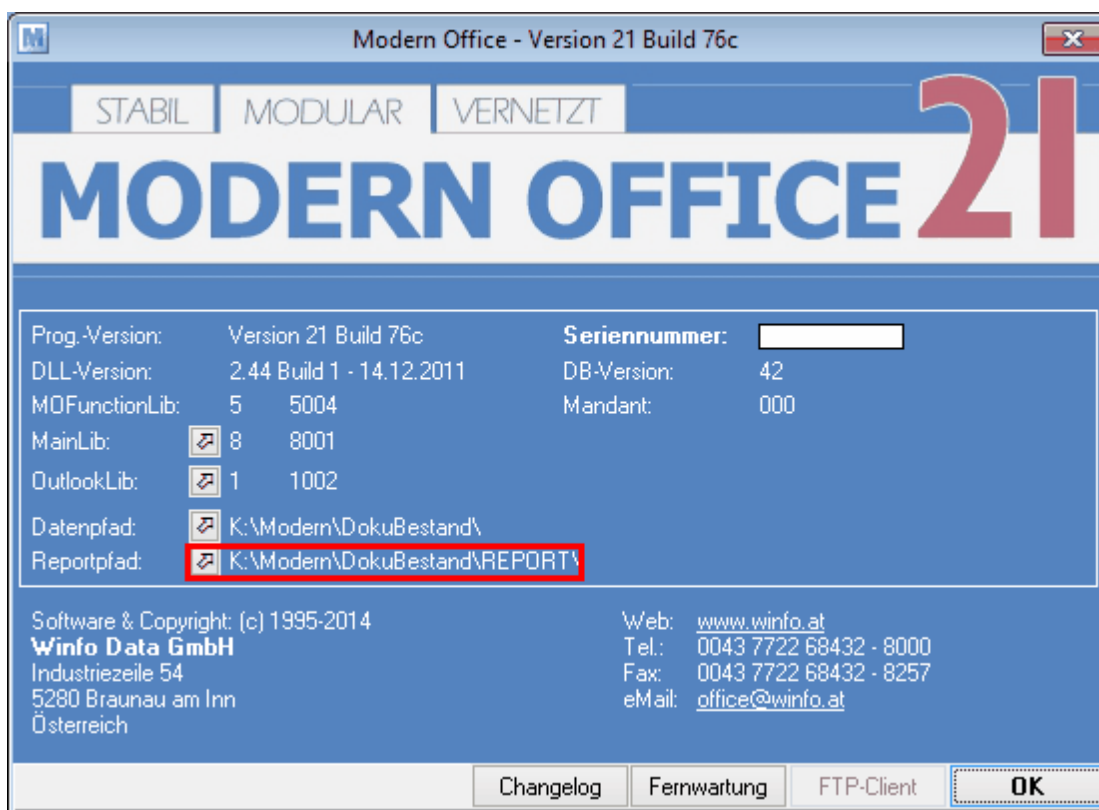 Modern Office - Version 21 Build 76c
STABIL MODULAR VERNETZT
MODERN OFFICE 21
Prog.-Version: Version 21 Build 76c Seriennummer:
DLL-Version: 2.44 Build 1 - 14.12.2011 DB-Version: 42
MOFunctionLib: 5 5004 Mandant: 000
MainLib: 8 8001
OutlookLib: 1 1002
Datenpfad: K:\Modern\DokuBestand\
Reportpfad: K:\Modern\DokuBestand\REPORT\
Software & Copyright: (c) 1995-2014 Web: www.winfo.at
Winfo Data GmbH Tel.: 0043 7722 68432 - 8000
Industriezeile 54 Fax: 0043 7722 68432 - 8257
5280 Braunau am Inn eMail: office@winfo.at
Österreich
Changelog Fernwartung FTP-Client OK